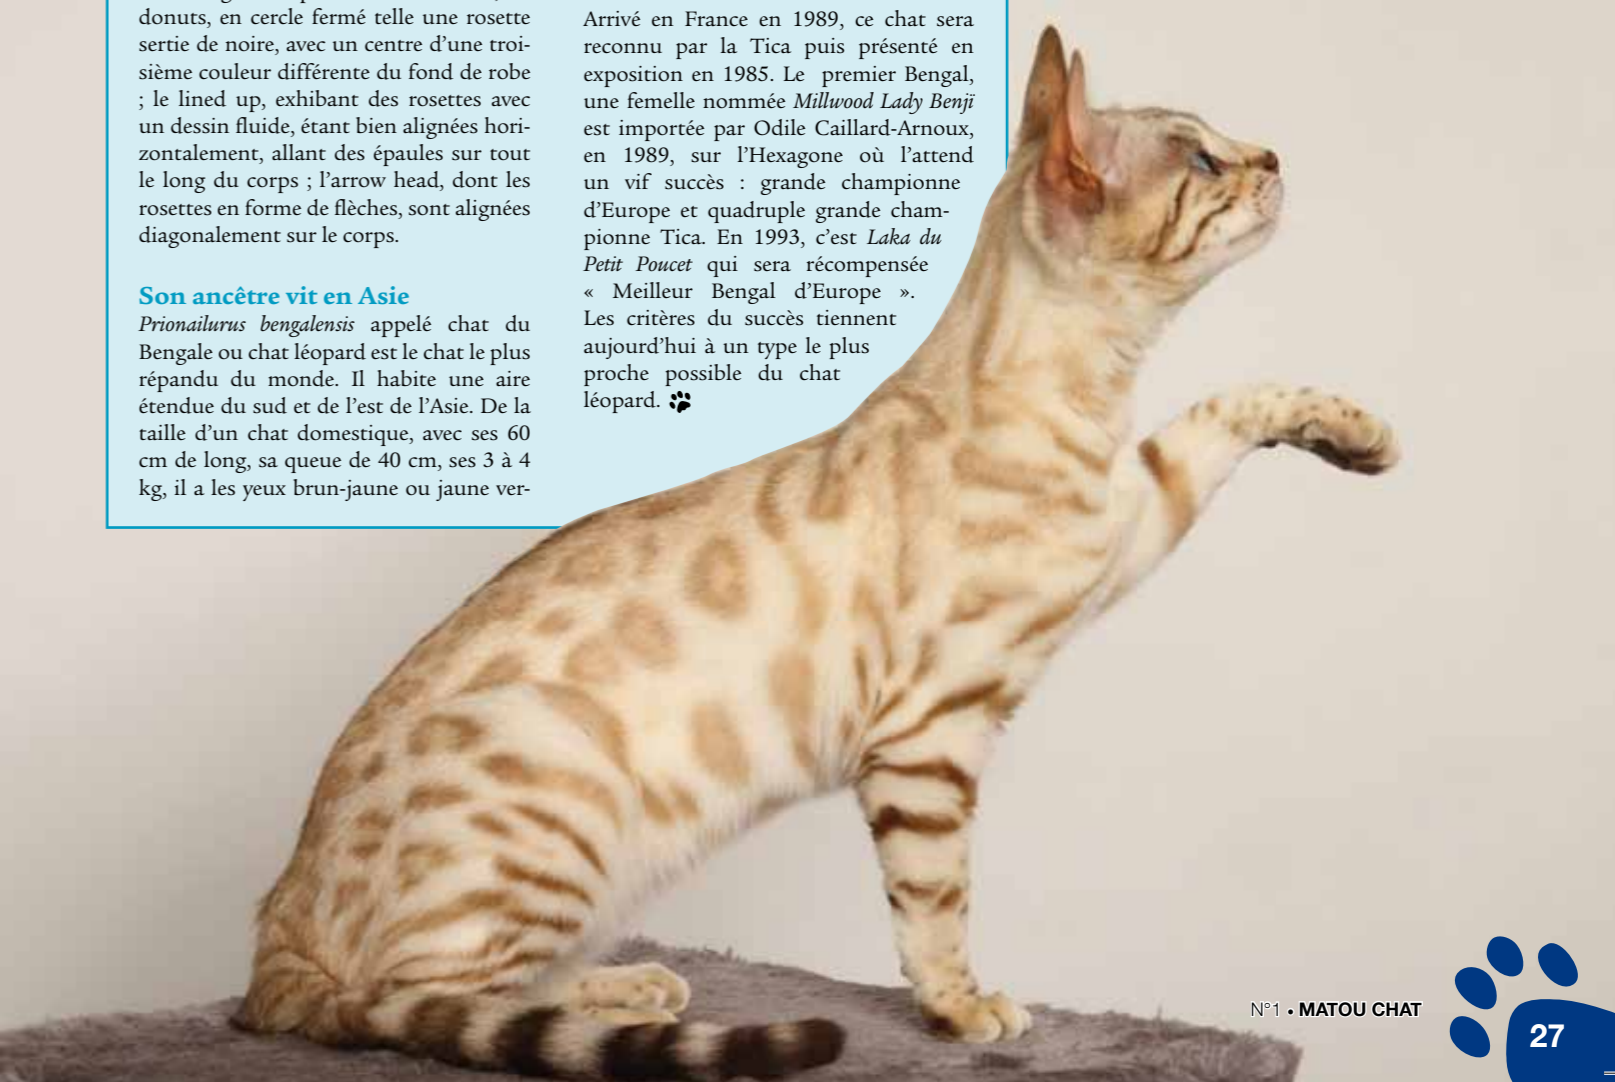 donuts, en cercle fermé telle une rosette
sertie de noire, avec un centre d’une troi-
sième couleur différente du fond de robe
; le lined up, exhibant des rosettes avec
un dessin fluide, étant bien alignées hori-
zontalement, allant des épaules sur tout
le long du corps ; l’arrow head, dont les
rosettes en forme de flèches, sont alignées
diagonalement sur le corps.
Son ancêtre vit en Asie
Prionailurus bengalensis appelé chat du
Bengale ou chat léopard est le chat le plus
répandu du monde. Il habite une aire
étendue du sud et de l’est de l’Asie. De la
taille d’un chat domestique, avec ses 60
cm de long, sa queue de 40 cm, ses 3 à 4
kg, il a les yeux brun-jaune ou jaune ver-
Arrivé en France en 1989, ce chat sera
reconnu par la Tica puis présenté en
exposition en 1985. Le premier Bengal,
une femelle nommée Millwood Lady Benjï
est importée par Odile Caillard-Arnoux,
en 1989, sur l’Hexagone où l’attend
un vif succès : grande championne
d’Europe et quadruple grande cham-
pionne Tica. En 1993, c’est Laka du
Petit Poucet qui sera récompensée
« Meilleur Bengal d’Europe ».
Les critères du succès tiennent
aujourd’hui à un type le plus
proche possible du chat
léopard.
N°1 • MATOU CHAT
27